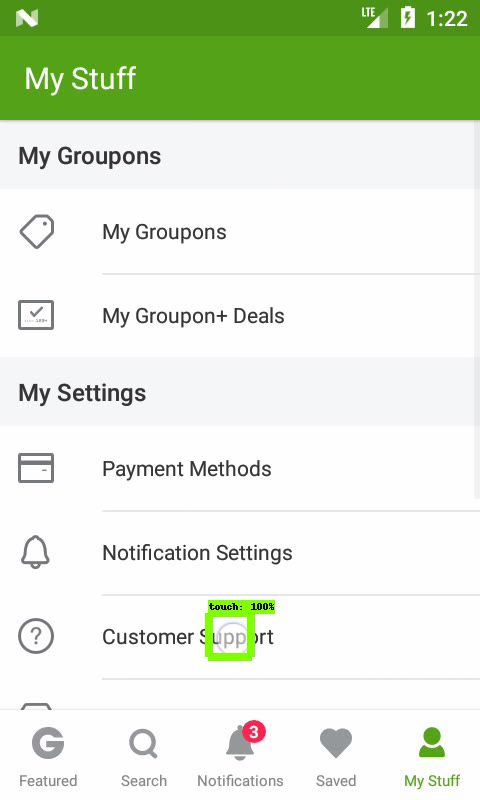 LTE 1:22
My Stuff
My Groupons
My Groupons
My Groupon+ Deals
My Settings
Payment Methods
Notification Settings
touch: 100%
Customer Support
3
Featured Search Notifications Saved My Stuff